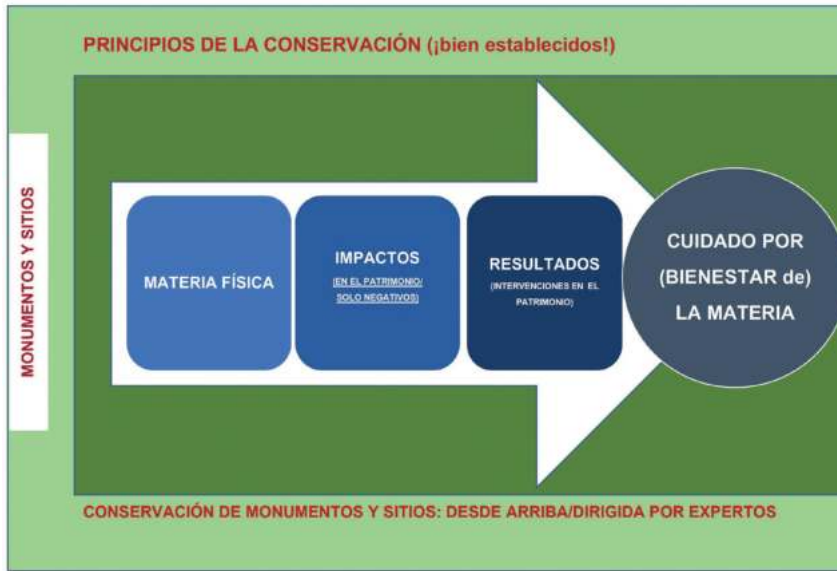 PRINCIPIOS DE LA CONSERVACIÓN (¡bien establecidos!)
MONUMENTOS Y SITIOS
MATERIA FÍSICA
IMPACTOS
(EN EL PATRIMONIO/
SOLO NEGATIVOS)
RESULTADOS
(INTERVENCIONES EN EL
PATRIMONIO)
CUIDADO POR
(BIENESTAR de)
LA MATERIA
CONSERVACIÓN DE MONUMENTOS Y SITIOS: DESDE ARRIBA/DIRIGIDA POR EXPERTOS